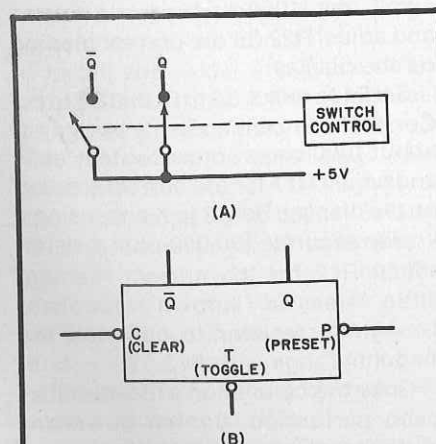 Q Q
SWITCH
CONTROL
+5V
(A)
Q̄ Q
C P
(CLEAR) (PRESET)
T
(TOGGLE)
(B)